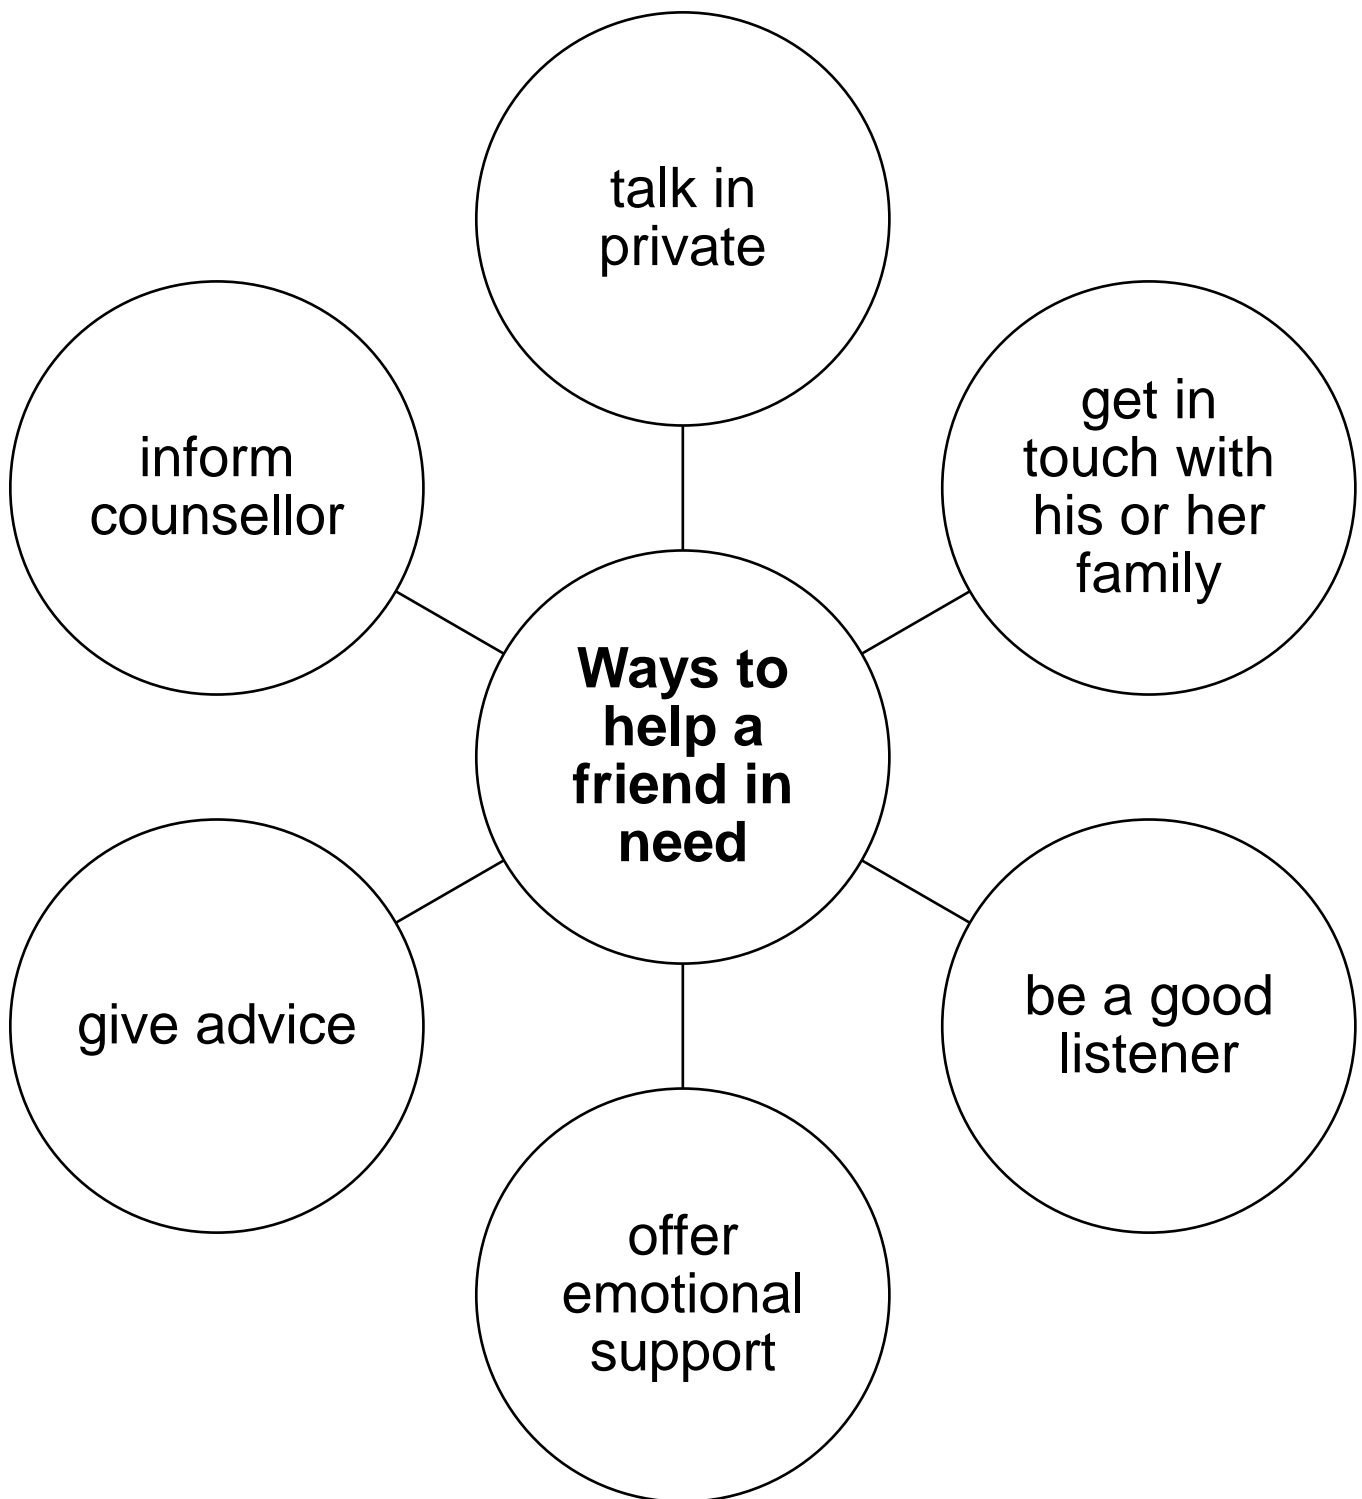 talk in
private
get in
touch with
his or her
family
inform
counsellor
Ways to
help a
friend in
need
be a good
listener
give advice
offer
emotional
support